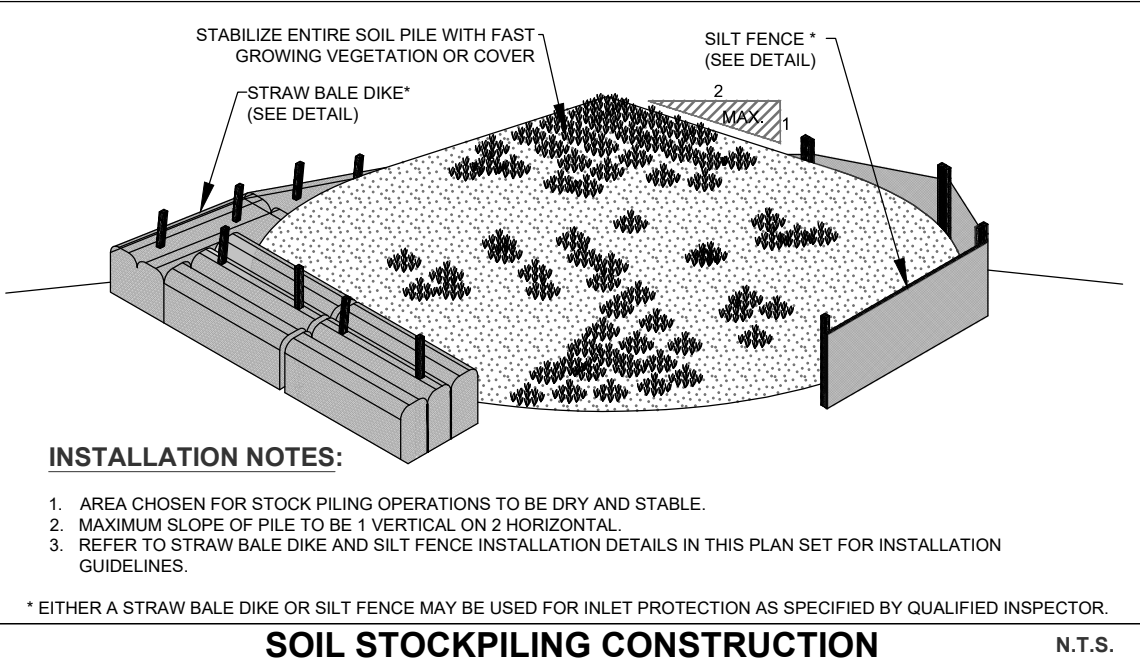 STABILIZE ENTIRE SOIL PILE WITH FAST
GROWING VEGETATION OR COVER
SILT FENCE *
(SEE DETAIL)
STRAW BALE DIKE*
(SEE DETAIL)
2
MAX.
1
INSTALLATION NOTES:
1. AREA CHOSEN FOR STOCK PILING OPERATIONS TO BE DRY AND STABLE.
2. MAXIMUM SLOPE OF PILE TO BE 1 VERTICAL ON 2 HORIZONTAL.
3. REFER TO STRAW BALE DIKE AND SILT FENCE INSTALLATION DETAILS IN THIS PLAN SET FOR INSTALLATION
GUIDELINES.
* EITHER A STRAW BALE DIKE OR SILT FENCE MAY BE USED FOR INLET PROTECTION AS SPECIFIED BY QUALIFIED INSPECTOR.
SOIL STOCKPILING CONSTRUCTION
N.T.S.